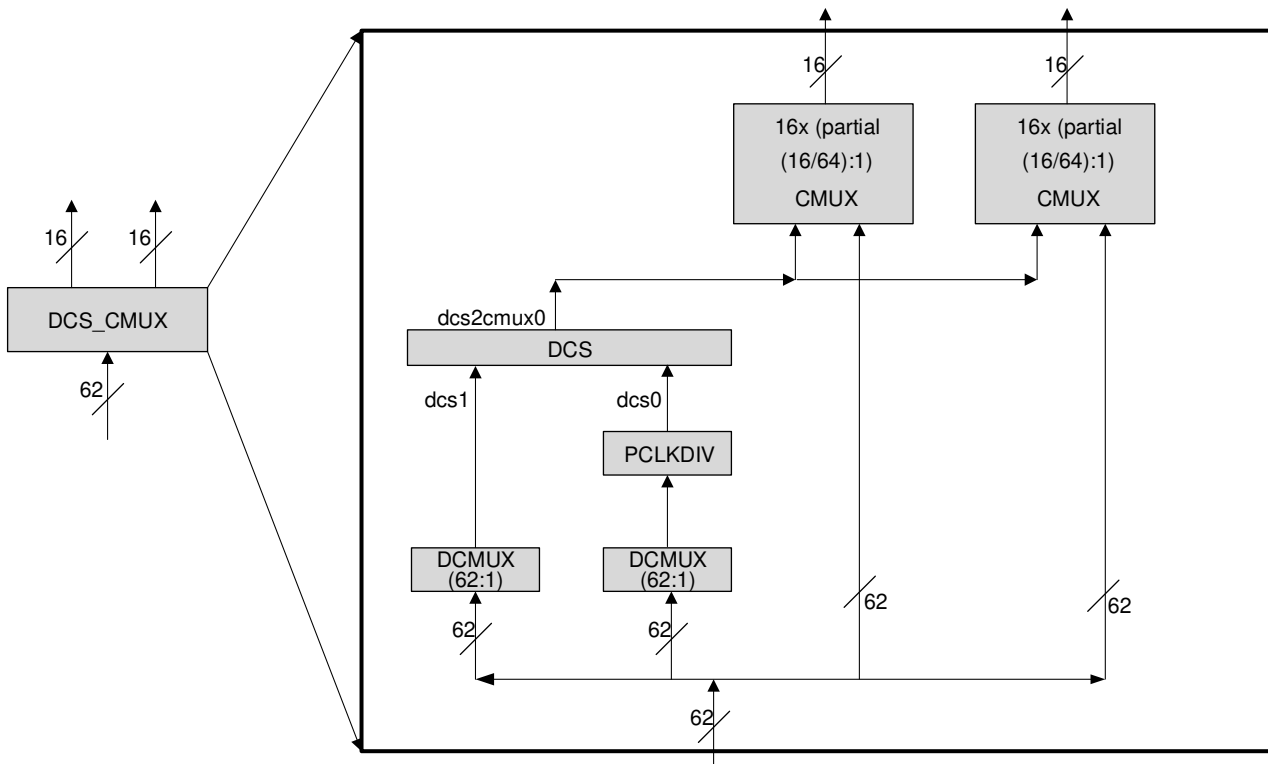 16
16
DCS_CMUX
62
16
16
16x (partial
(16/64):1)
CMUX
16x (partial
(16/64):1)
CMUX
dcs2cmux0
DCS
dcs1
dcs0
PCLKDIV
DCMUX
(62:1)
DCMUX
(62:1)
62
62
62
62
62